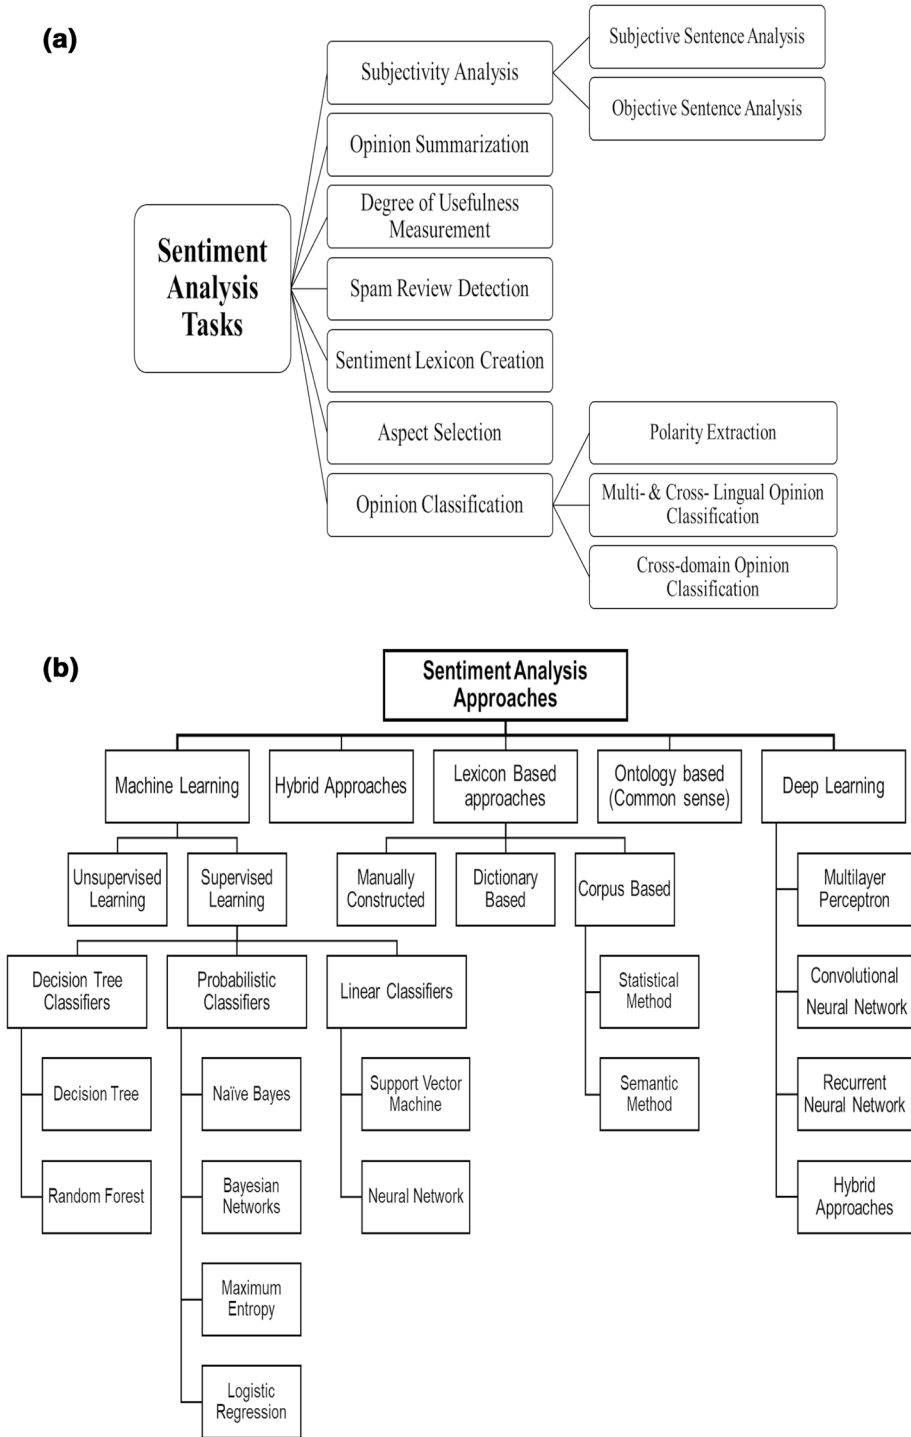 (a)
Subjective Sentence Analysis
Subjectivity Analysis
Objective Sentence Analysis
Opinion Summarization
Degree of Usefulness
Measurement
Sentiment
Analysis
Tasks
Spam Review Detection
Sentiment Lexicon Creation
Aspect Selection
Polarity Extraction
Opinion Classification
Multi- & Cross- Lingual Opinion
Classification
Cross-domain Opinion
Classification
(b)
Sentiment Analysis
Approaches
Machine Learning
Hybrid Approaches
Lexicon Based
approaches
Ontology based
(Common sense)
Deep Learning
Unsupervised
Learning
Supervised
Learning
Manually
Constructed
Dictionary
Based
Corpus Based
Multilayer
Perceptron
Decision Tree
Classifiers
Probabilistic
Classifiers
Linear Classifiers
Statistical
Method
Convolutional
Neural Network
Decision Tree
Naïve Bayes
Support Vector
Machine
Semantic
Method
Recurrent
Neural Network
Random Forest
Bayesian
Networks
Neural Network
Hybrid
Approaches
Maximum
Entropy
Logistic
Regression